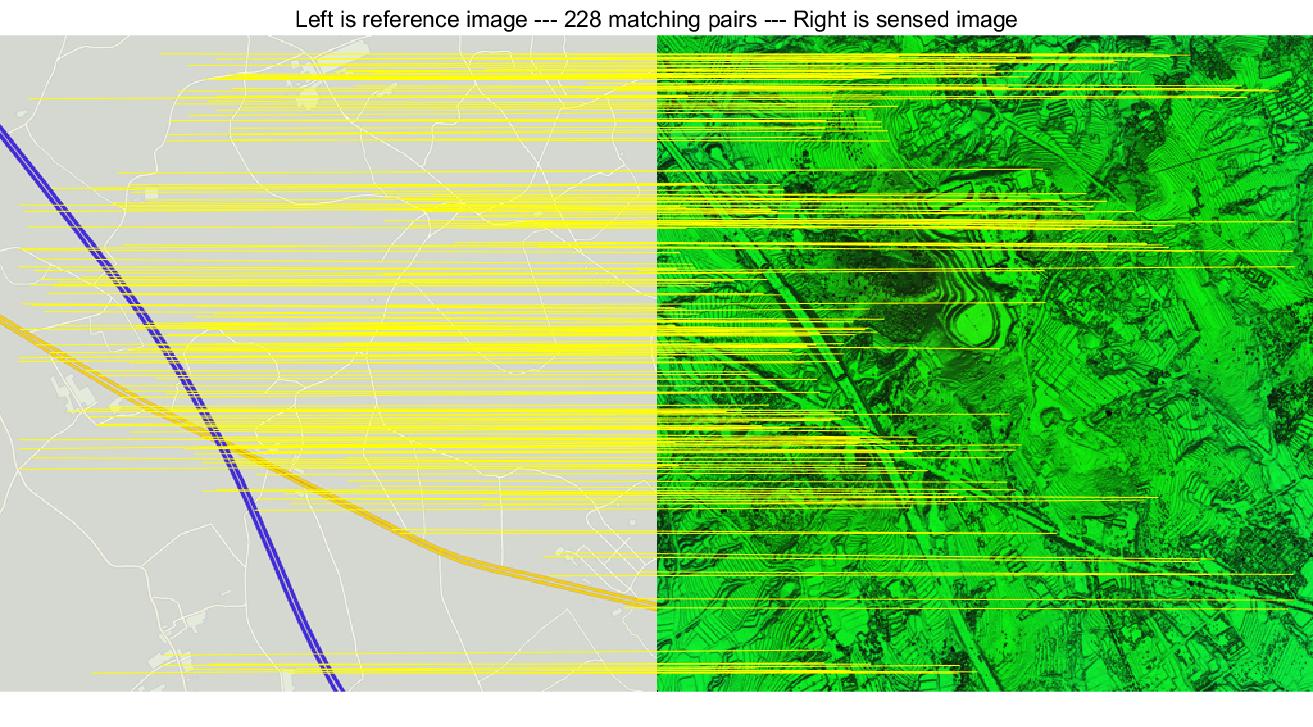 Left is reference image --- 228 matching pairs --- Right is sensed image